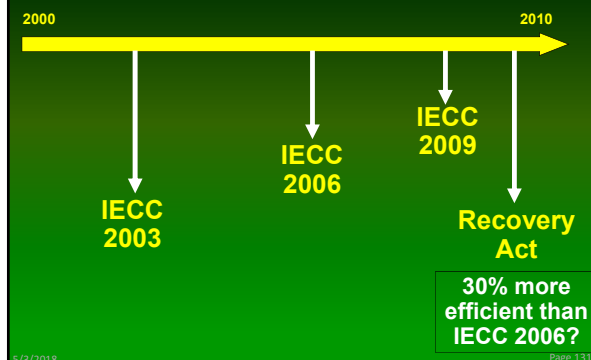 2000
2010
IECC
2003
IECC
2006
IECC
2009
Recovery
Act
30% more
efficient than
IECC 2006?
5/3/2018
Page 131